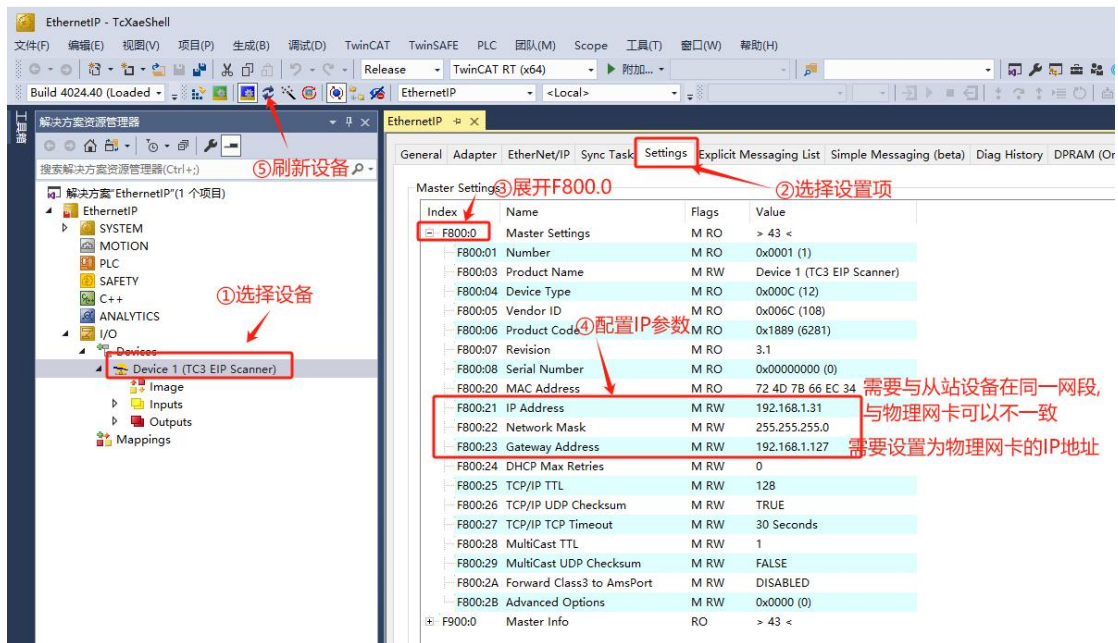 EthernetIP - TcXaeShell
文件(F) 编辑(E) 视图(V) 项目(P) 生成(B) 调试(D) TwinCAT TwinSAFE PLC 团队(M) Scope 工具(T) 窗口(W) 帮助(H)
Release TwinCAT RT (x64) 附加...
Build 4024.40 (Loaded EthernetIP <Local>
工具箱
解决方案资源管理器
EthernetIP
⑤刷新设备
搜索解决方案资源管理器(Ctrl+;)
解决方案"EthernetIP"(1 个项目)
EthernetIP
SYSTEM
MOTION
PLC
SAFETY
C++
ANALYTICS
I/O
Devices
Device 1 (TC3 EIP Scanner)
Image
Inputs
Outputs
Mappings
①选择设备
General Adapter EtherNet/IP Sync Task Settings Explicit Messaging List Simple Messaging (beta) Diag History DPRAM (On
Master Settings
③展开F800.0
②选择设置项
Index Name Flags Value
F800:0 Master Settings M RO > 43 <
F800:01 Number M RO 0x0001 (1)
F800:03 Product Name M RW Device 1 (TC3 EIP Scanner)
F800:04 Device Type M RO 0x000C (12)
F800:05 Vendor ID M RO 0x006C (108)
F800:06 Product Code M RO 0x1889 (6281)
④配置IP参数
F800:07 Revision M RO 3.1
F800:08 Serial Number M RO 0x00000000 (0)
F800:20 MAC Address M RO 72 4D 7B 66 EC 34
F800:21 IP Address M RW 192.168.1.31
F800:22 Network Mask M RW 255.255.255.0
F800:23 Gateway Address M RW 192.168.1.127
需要与从站设备在同一网段,
与物理网卡可以不一致
需要设置为物理网卡的IP地址
F800:24 DHCP Max Retries M RW 0
F800:25 TCP/IP TTL M RW 128
F800:26 TCP/IP UDP Checksum M RW TRUE
F800:27 TCP/IP TCP Timeout M RW 30 Seconds
F800:28 MultiCast TTL M RW 1
F800:29 MultiCast UDP Checksum M RW FALSE
F800:2A Forward Class3 to AmsPort M RW DISABLED
F800:2B Advanced Options M RW 0x0000 (0)
F900:0 Master Info RO > 43 <